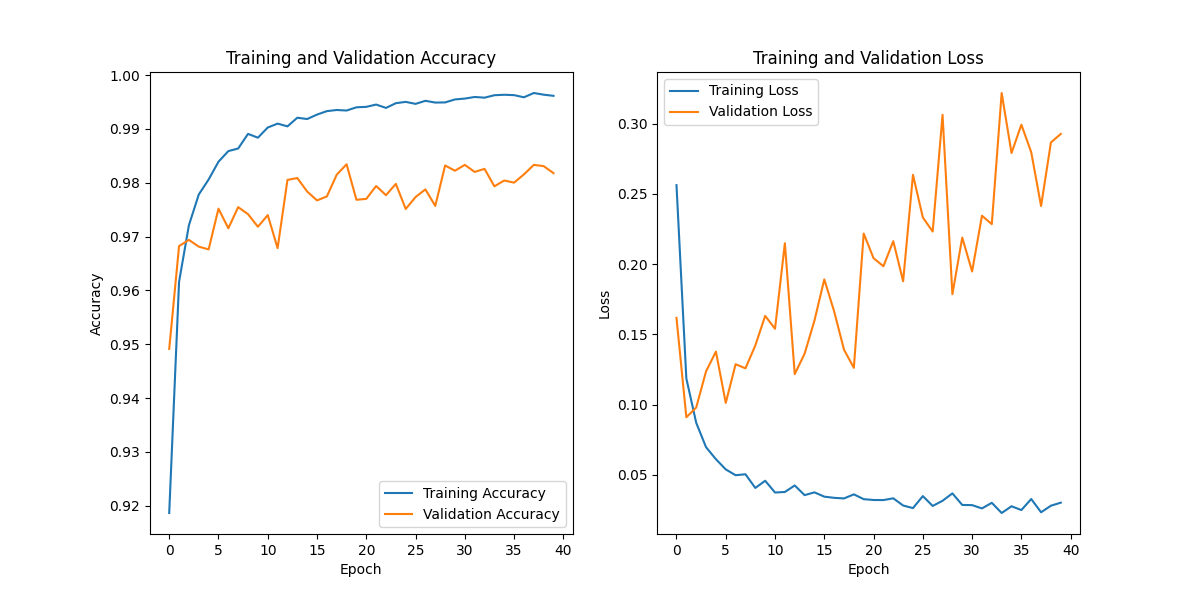 Training and Validation Accuracy
1.00
0.99
0.98
0.97
0.96
0.95
0.94
0.93
0.92
Accuracy
Training Accuracy
Validation Accuracy
0 5 10 15 20 25 30 35 40
Epoch
Training and Validation Loss
Training Loss
Validation Loss
0.30
0.25
0.20
0.15
0.10
0.05
Loss
0 5 10 15 20 25 30 35 40
Epoch